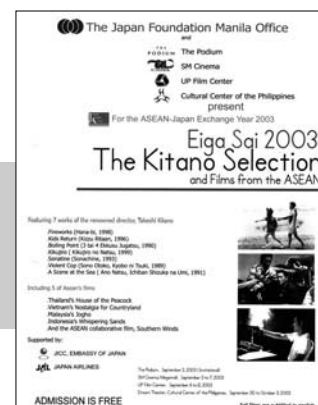 The Japan Foundation Manila Office
and
THE PODIUM
The Podium
SM Cinema
UP Film Center
Cultural Center of the Philippines
present
For the ASEAN-Japan Exchange Year 2003
Eiga Sai 2003
The Kitano Selection
and Films from the ASEAN
Featuring 7 works of the renowned director, Takeshi Kitano
Fireworks (Hana-bi, 1998)
Kids Return (Kizzu Ritaan, 1996)
Boiling Point (3-tai 4 Ekkusu Jugatsu, 1990)
Kikujiro ( Kikujiro no Natsu, 1999)
Sonatine (Sonachine, 1993)
Violent Cop (Sono Otoko, Kyobo ni Tsuki, 1989)
A Scene at the Sea ( Ano Natsu, Ichiban Shizuka na Umi, 1991)
Including 5 of Asean's films
Thailand's House of the Peacock
Vietnam's Nostalgia for Countryland
Malaysia's Jogho
Indonesia's Whispering Sands
And the ASEAN collaborative film, Southern Winds
Supported by:
JICC, EMBASSY OF JAPAN
JAL
JAPAN AIRLINES
ADMISSION IS FREE